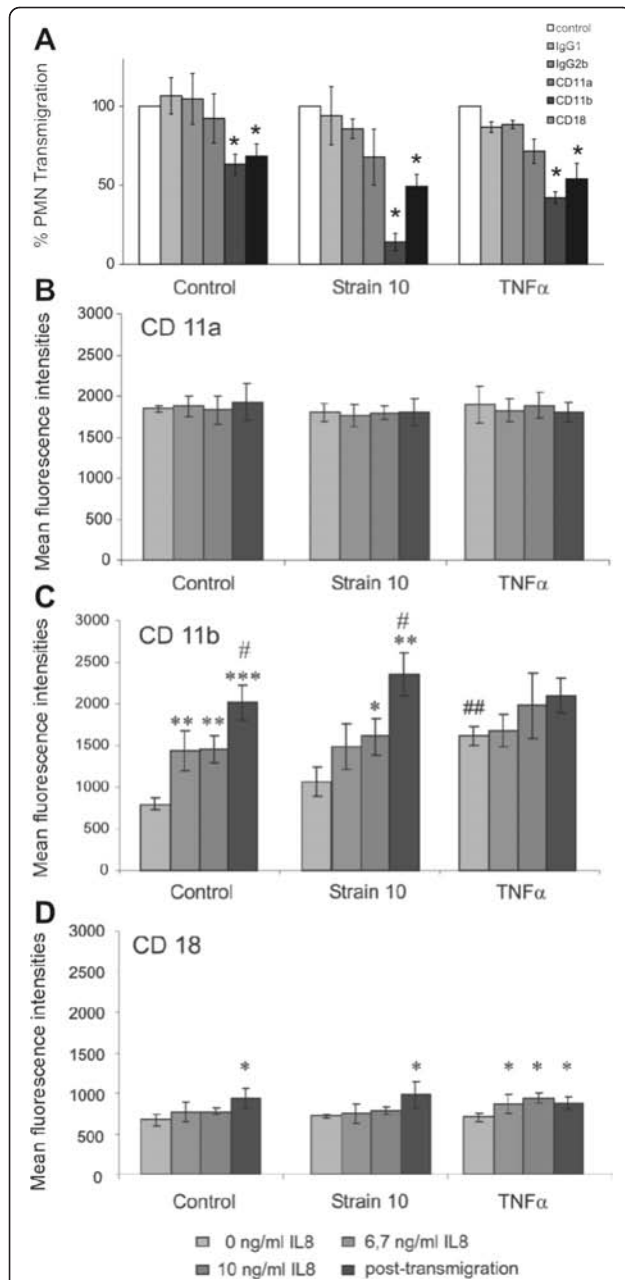 A
control
IgG1
IgG2b
CD11a
CD11b
CD18
% PMN Transmigration
100
50
0
* *
* *
* *
Control Strain 10 TNFα
B
CD 11a
Mean fluorescence intensities
3000
2500
2000
1500
1000
500
0
Control Strain 10 TNFα
C
CD 11b
Mean fluorescence intensities
3000
2500
2000
1500
1000
500
0
** ** # ***
* # **
##
Control Strain 10 TNFα
D
CD 18
Mean fluorescence intensities
3000
2500
2000
1500
1000
500
0
*
*
* * *
Control Strain 10 TNFα
0 ng/ml IL8 6,7 ng/ml IL8
10 ng/ml IL8 post-transmigration